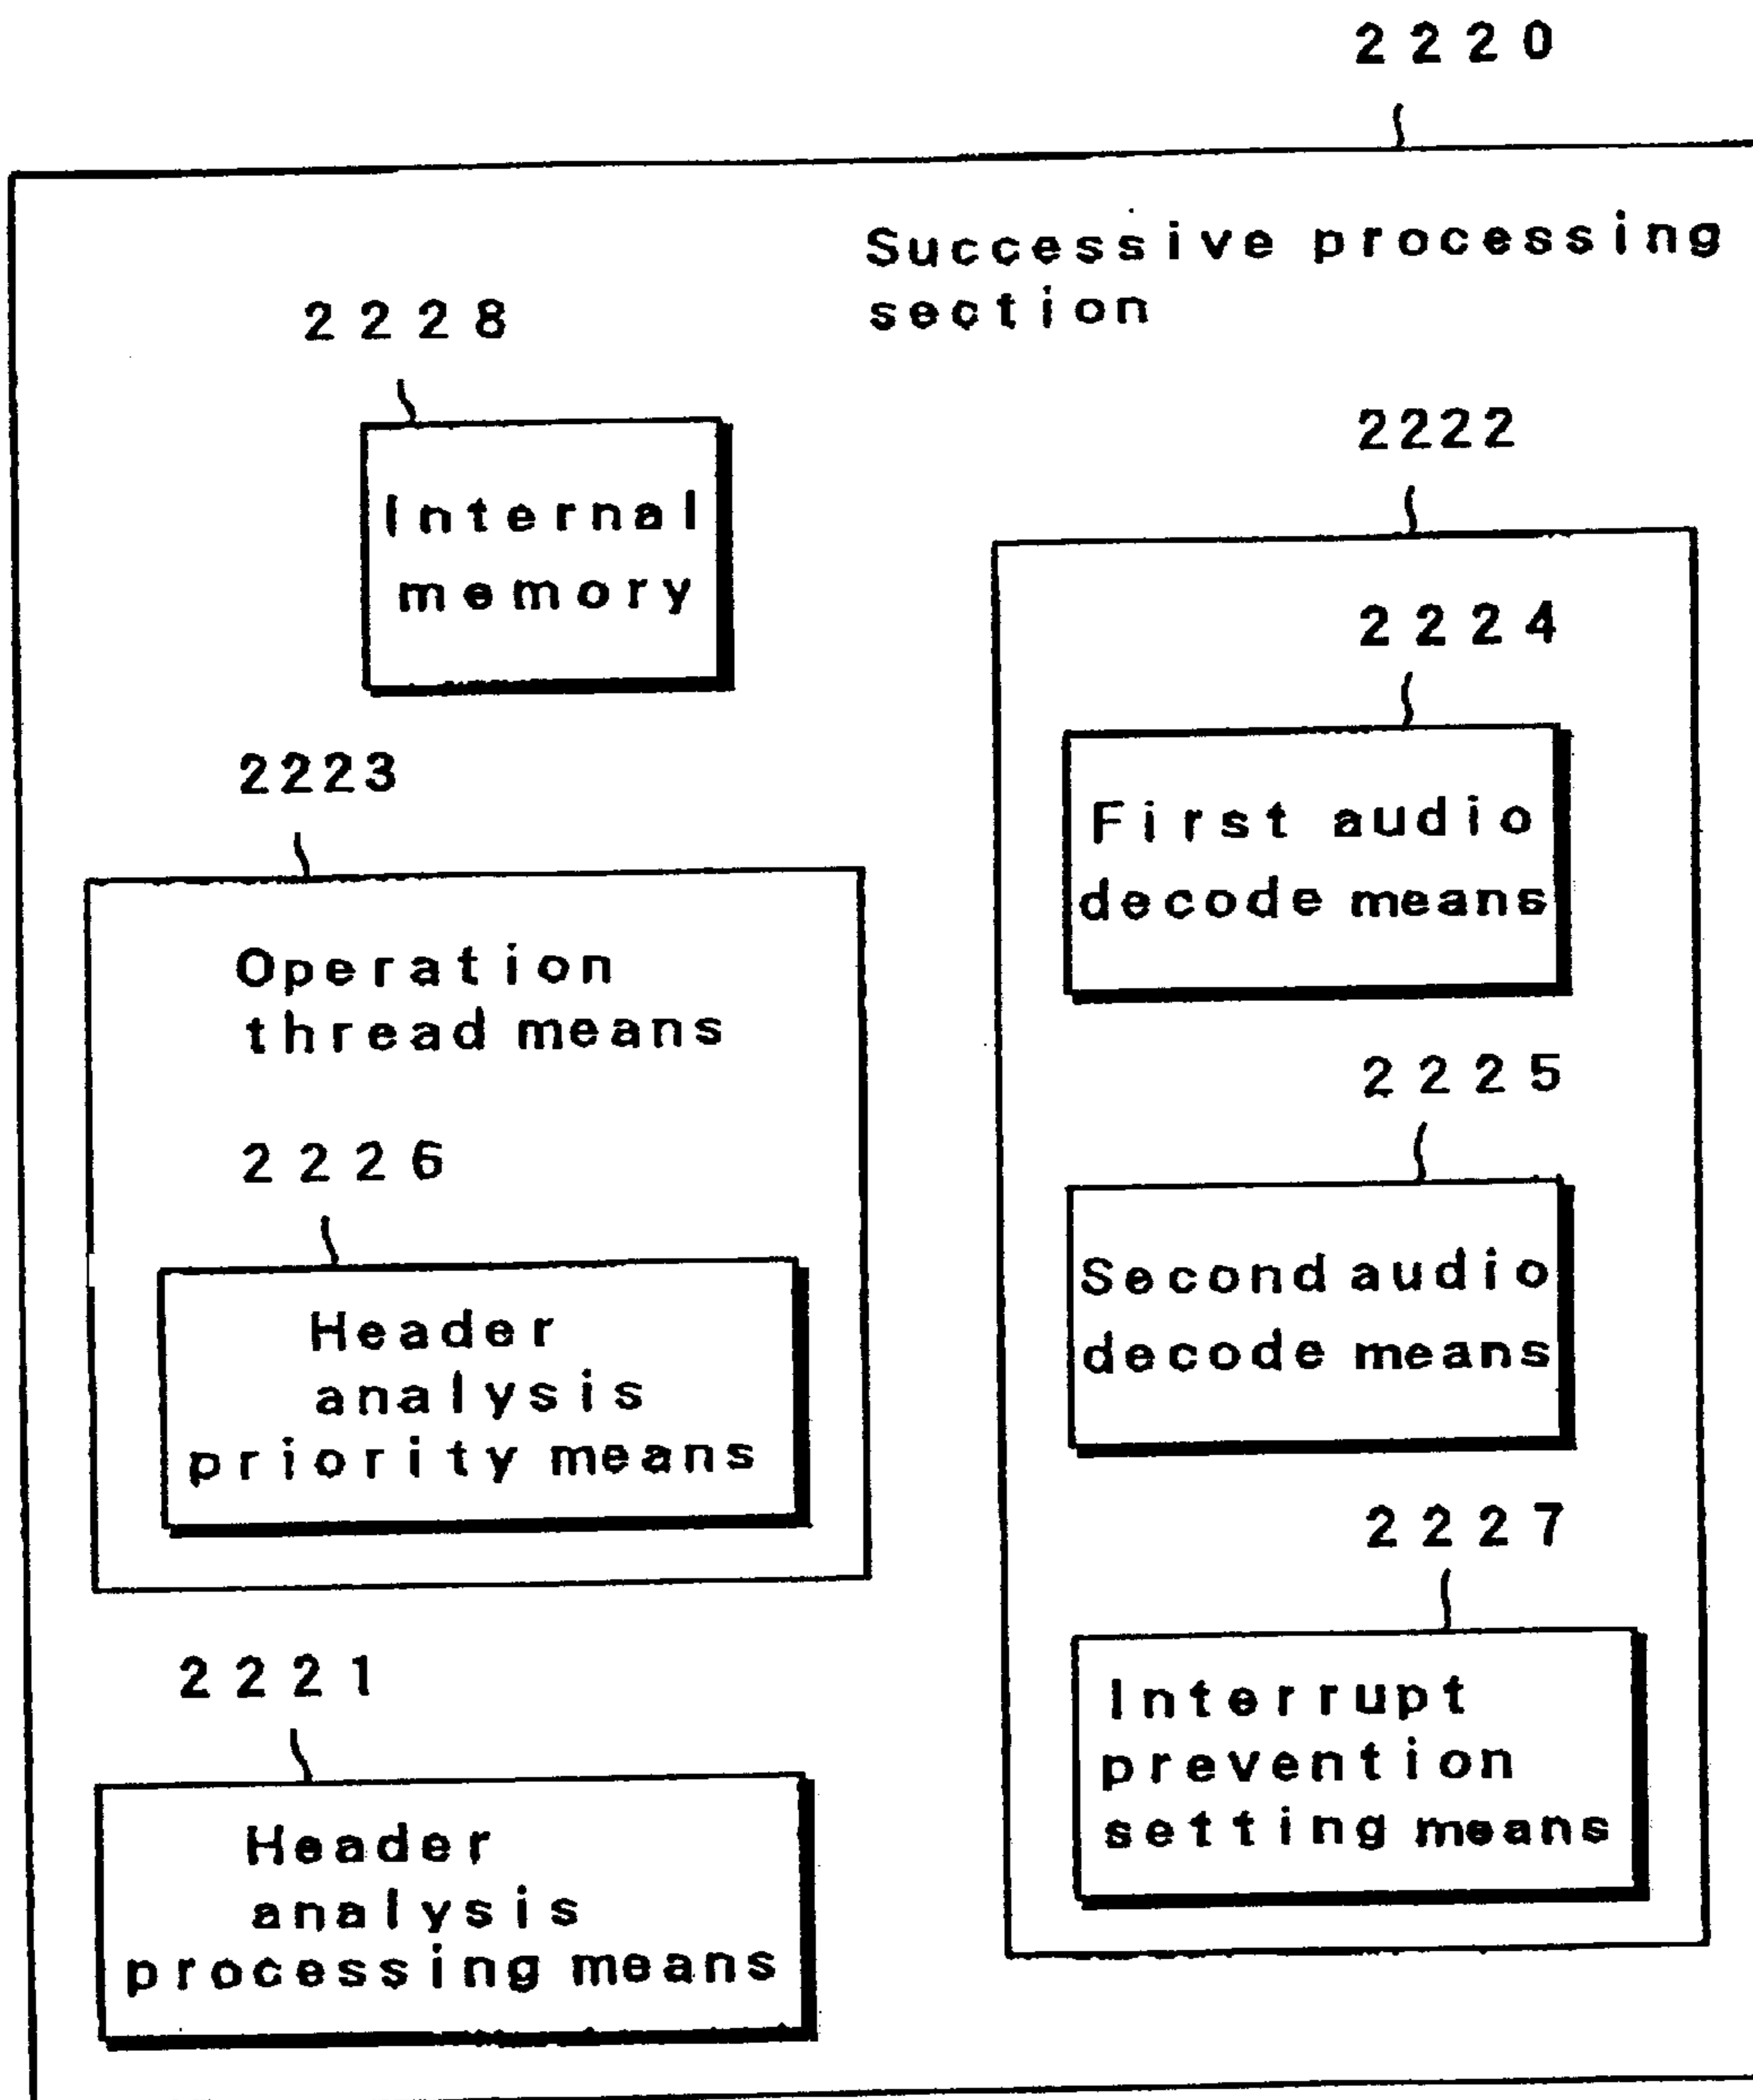 2220
Successive processing
section
2228
Internal
memory
2222
2224
First audio
decode means
2223
Operation
thread means
2225
Second audio
decode means
2226
Header
analysis
priority means
2227
Interrupt
prevention
setting means
2221
Header
analysis
processing means